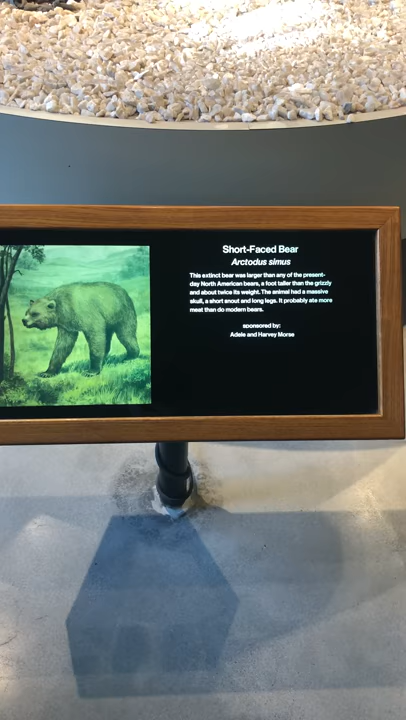 Short-Faced Bear
Arctodus simus
This extinct bear was larger than any of the present-
day North American bears, a foot taller than the grizzly
and about twice its weight. The animal had a massive
skull, a short snout and long legs. It probably ate more
meat than do modern bears.
sponsored by:
Adele and Harvey Morse